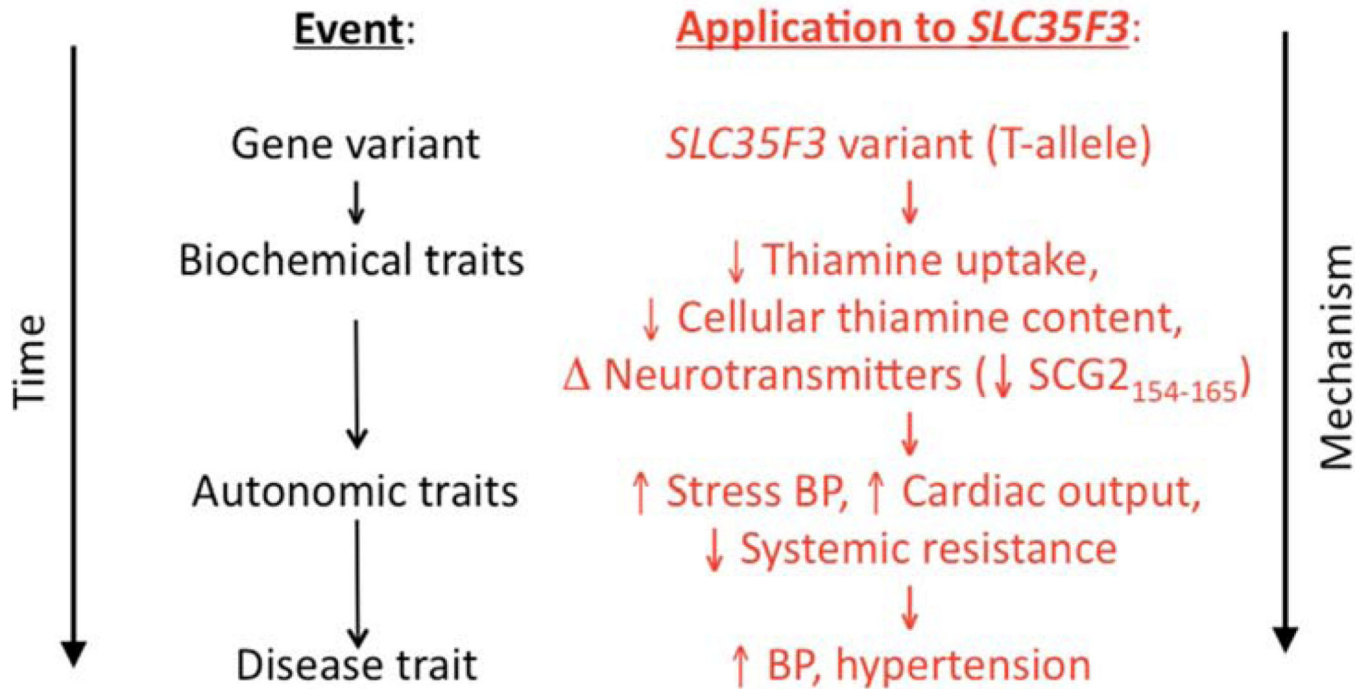 Event: Application to SLC35F3:
Gene variant SLC35F3 variant (T-allele)
Biochemical traits ↓ Thiamine uptake,
↓ Cellular thiamine content,
Δ Neurotransmitters (↓ SCG2154-165)
Autonomic traits ↑ Stress BP, ↑ Cardiac output,
↓ Systemic resistance
Disease trait ↑ BP, hypertension
Time
Mechanism